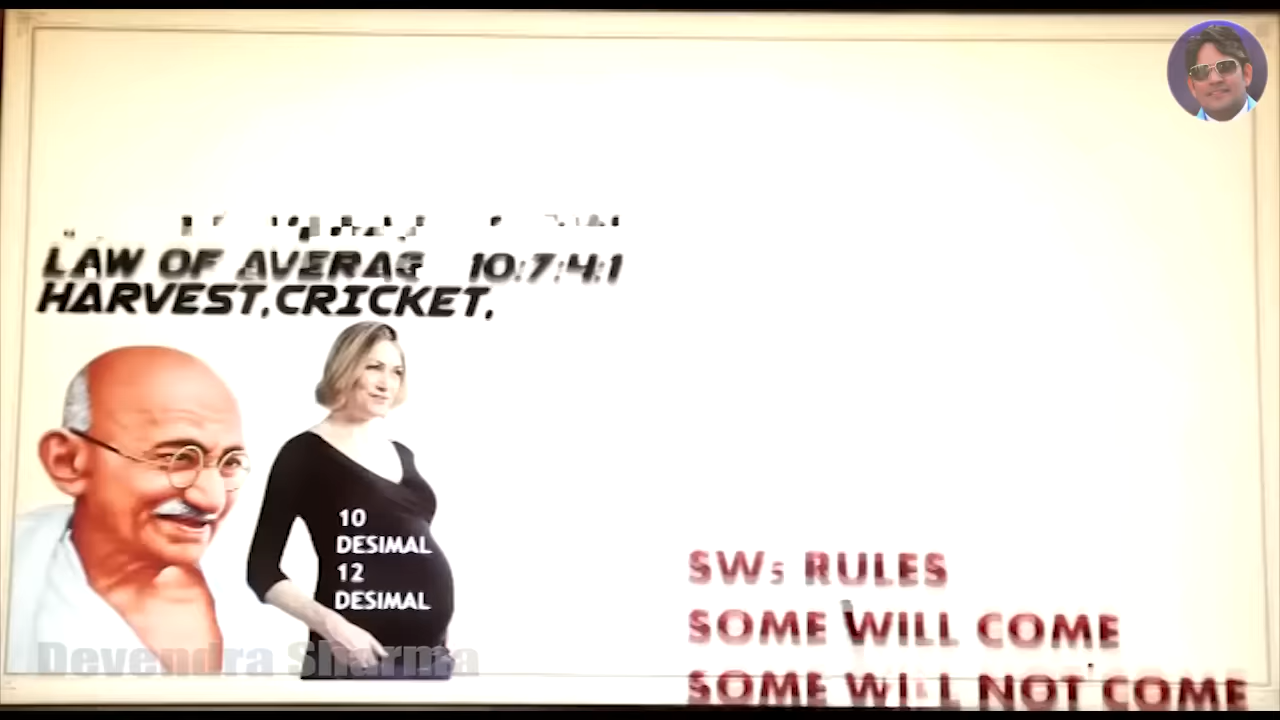 LAW OF AVERAG 10:7:4:1
HARVEST,CRICKET,
10
DESIMAL
12
DESIMAL
Devendra Sharma
SW5 RULES
SOME WILL COME
SOME WILL NOT COME